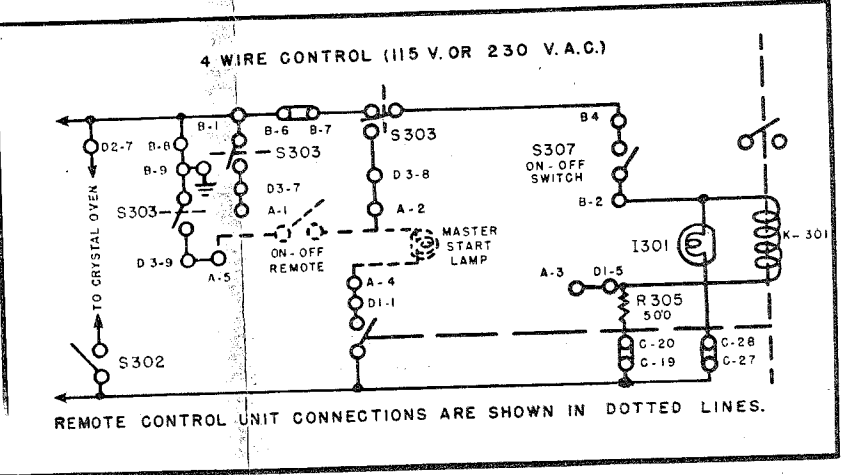 4 WIRE CONTROL (115 V. OR 230 V.A.C.)
B-1
B-6
B-7
S303
B4
D2-7
B-8
B-9
S303
D3-7
A-1
D3-8
A-2
S307
ON-OFF
SWITCH
B-2
S303
D3-9
A-5
ON-OFF
REMOTE
MASTER
START
LAMP
A-4
D1-1
I301
K-301
A-3
D1-5
R305
500
C-20
C-19
C-28
C-27
TO CRYSTAL OVEN
S302
REMOTE CONTROL UNIT CONNECTIONS ARE SHOWN IN DOTTED LINES.